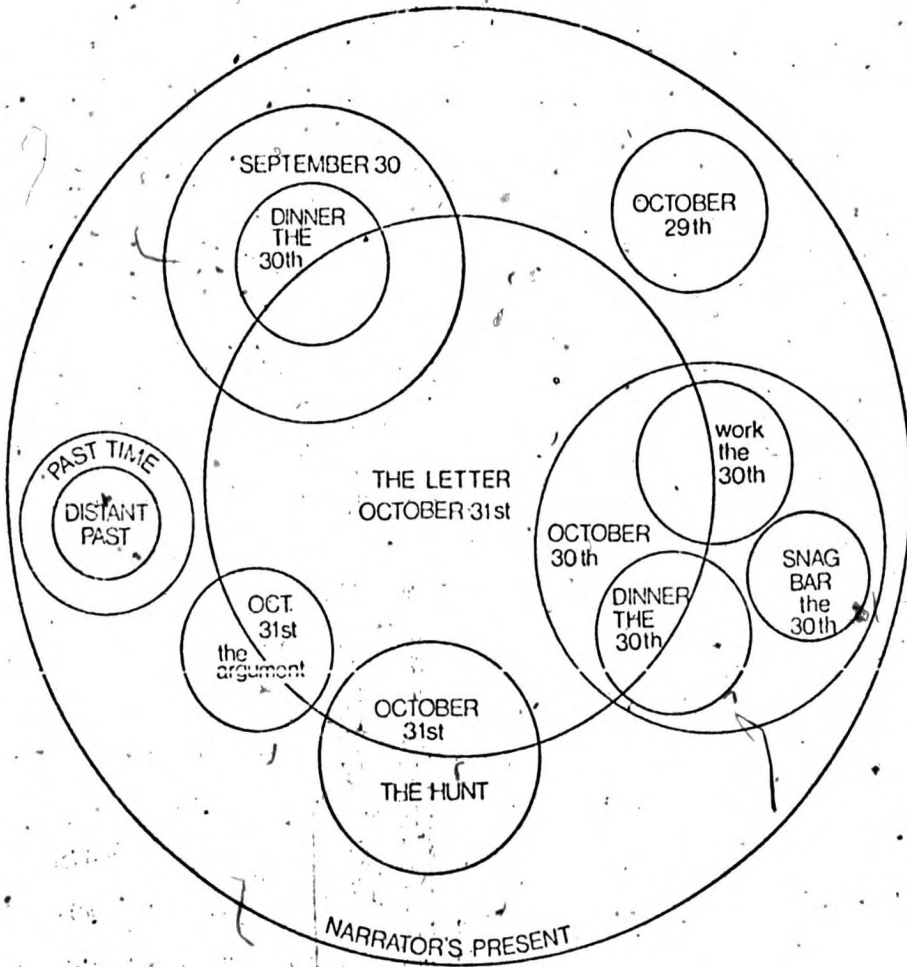 SEPTEMBER 30
DINNER
THE
30th
OCTOBER
29th
work
the
30th
PAST TIME
DISTANT
PAST
THE LETTER
OCTOBER 31st
OCTOBER
30th
SNAG
BAR
the
30th
DINNER
THE
30th
OCT.
31st
the
argument
OCTOBER
31st
THE HUNT
NARRATOR'S PRESENT